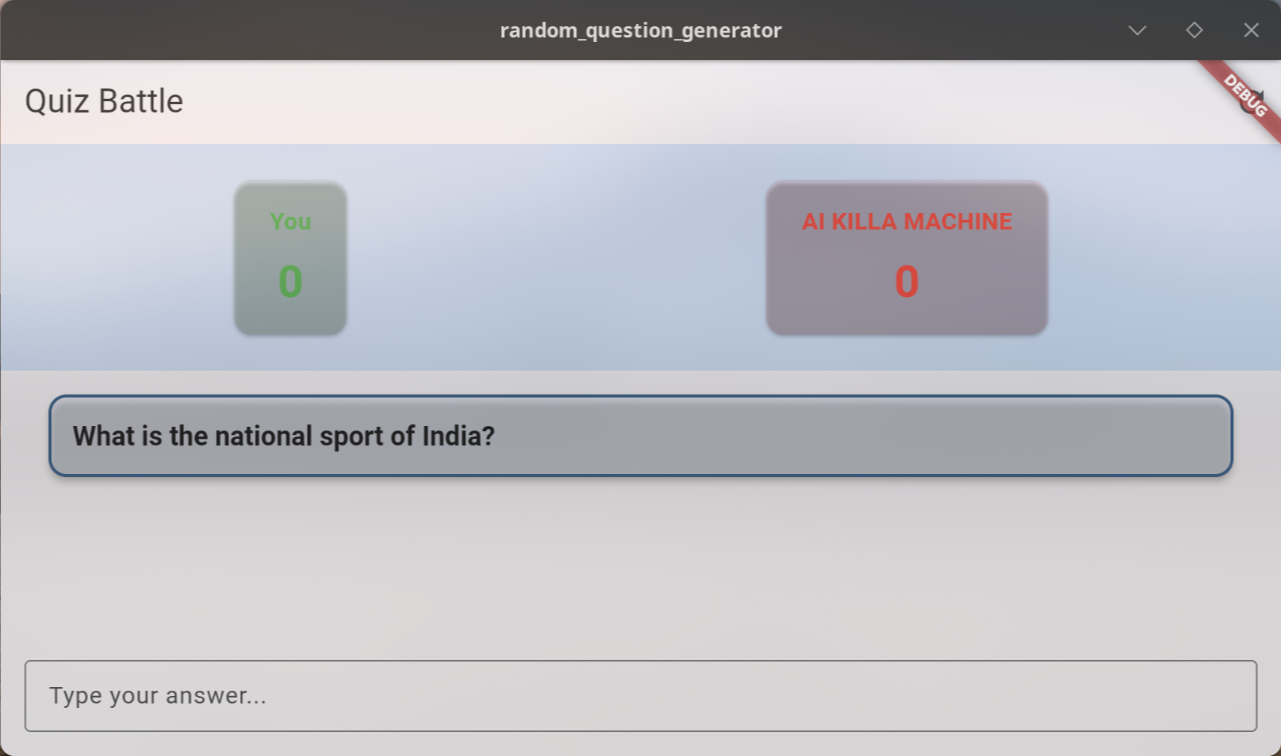 random_question_generator
Quiz Battle
DEBUG
You
0
AI KILLA MACHINE
0
What is the national sport of India?
Type your answer...